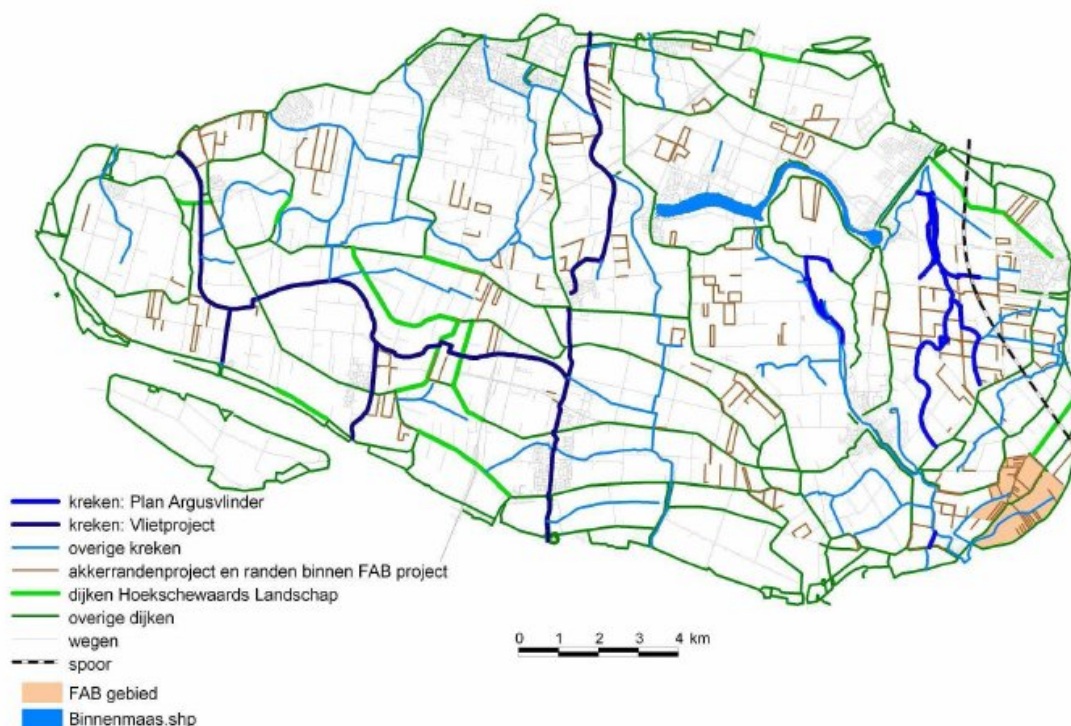 kreken: Plan Argusvlinder
kreken: Vlietproject
overige kreken
akkerrandenproject en randen binnen FAB project
dijken Hoekschewaards Landschap
overige dijken
wegen
spoor
FAB gebied
Binnenmaas.shp
0 1 2 3 4 km